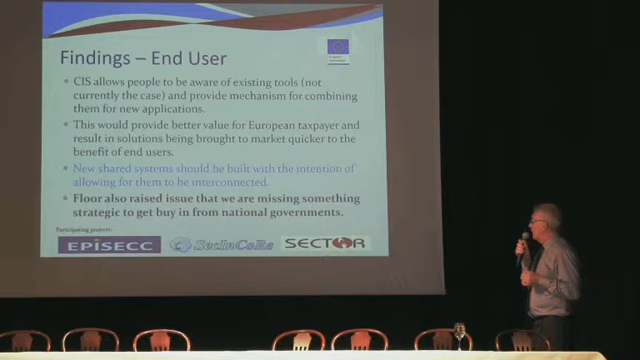 Findings – End User
• CIS allows people to be aware of existing tools (not
currently the case) and provide mechanism for combining
them for new applications.
• This would provide better value for European taxpayer and
result in solutions being brought to market quicker to the
benefit of end users.
• New shared systems should be built with the intention of
allowing for them to be interconnected.
• Floor also raised issue that we are missing something
strategic to get buy in from national governments.
Participating projects:
EPISECC
SecInCoRe
SECTOR